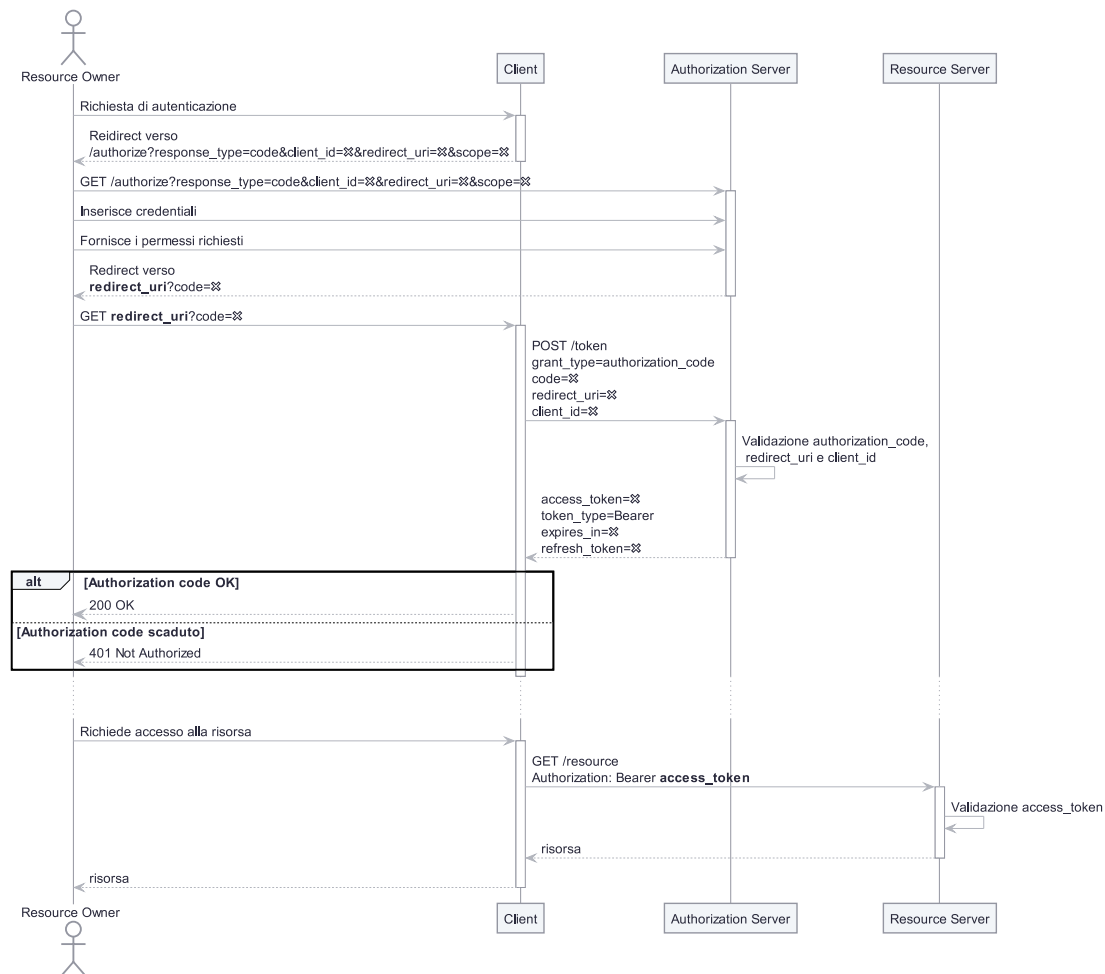 Resource Owner
Client
Authorization Server
Resource Server
Richiesta di autenticazione
Reidirect verso
/authorize?response_type=code&client_id=⌘&redirect_uri=⌘&scope=⌘
GET /authorize?response_type=code&client_id=⌘&redirect_uri=⌘&scope=⌘
Inserisce credentiali
Fornisce i permessi richiesti
Redirect verso
redirect_uri?code=⌘
GET redirect_uri?code=⌘
POST /token
grant_type=authorization_code
code=⌘
redirect_uri=⌘
client_id=⌘
Validazione authorization_code,
redirect_uri e client_id
access_token=⌘
token_type=Bearer
expires_in=⌘
refresh_token=⌘
alt [Authorization code OK]
200 OK
[Authorization code scaduto]
401 Not Authorized
Richiede accesso alla risorsa
GET /resource
Authorization: Bearer access_token
Validazione access_token
risorsa
risorsa
Resource Owner
Client
Authorization Server
Resource Server